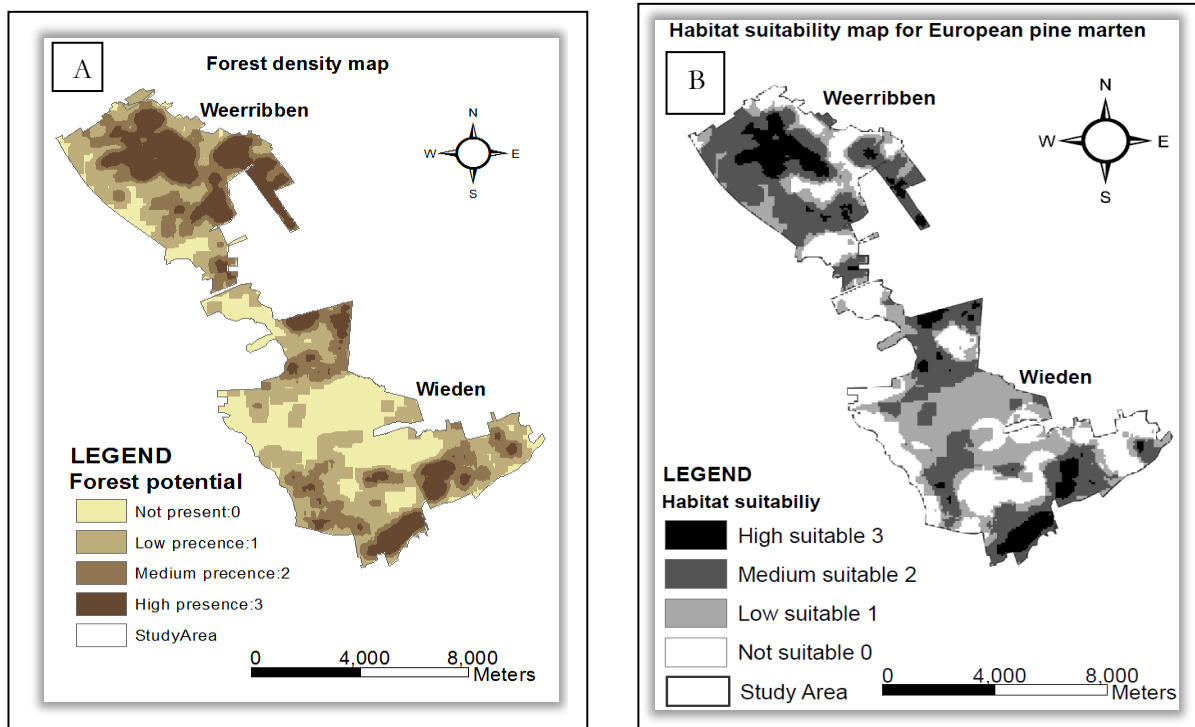 A
Forest density map
Weerribben
N
W E
S
Wieden
LEGEND
Forest potential
Not present:0
Low precence:1
Medium precence:2
High presence:3
StudyArea
0 4,000 8,000
Meters
Habitat suitability map for European pine marten
B
Weerribben
N
W E
S
Wieden
LEGEND
Habitat suitabiliy
High suitable 3
Medium suitable 2
Low suitable 1
Not suitable 0
Study Area
0 4,000 8,000
Meters